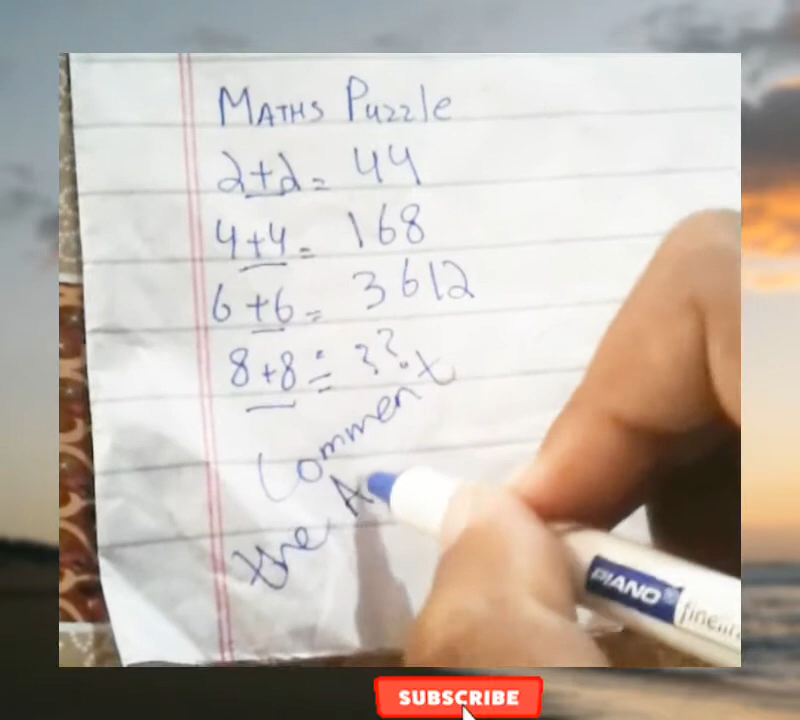 MATHS Puzzle
2+2= 44
4+4= 168
6+6= 3612
8+8= ??
Comment
the A
PIANO®
SUBSCRIBE